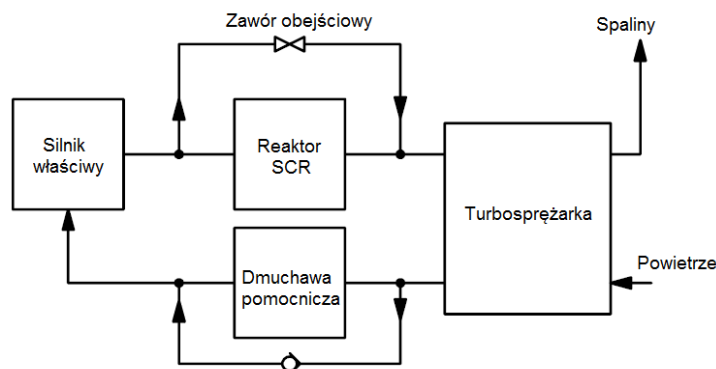 Zawór obejściowy
Spaliny
Silnik
właściwy
Reaktor
SCR
Turbosprężarka
Dmuchawa
pomocnicza
Powietrze